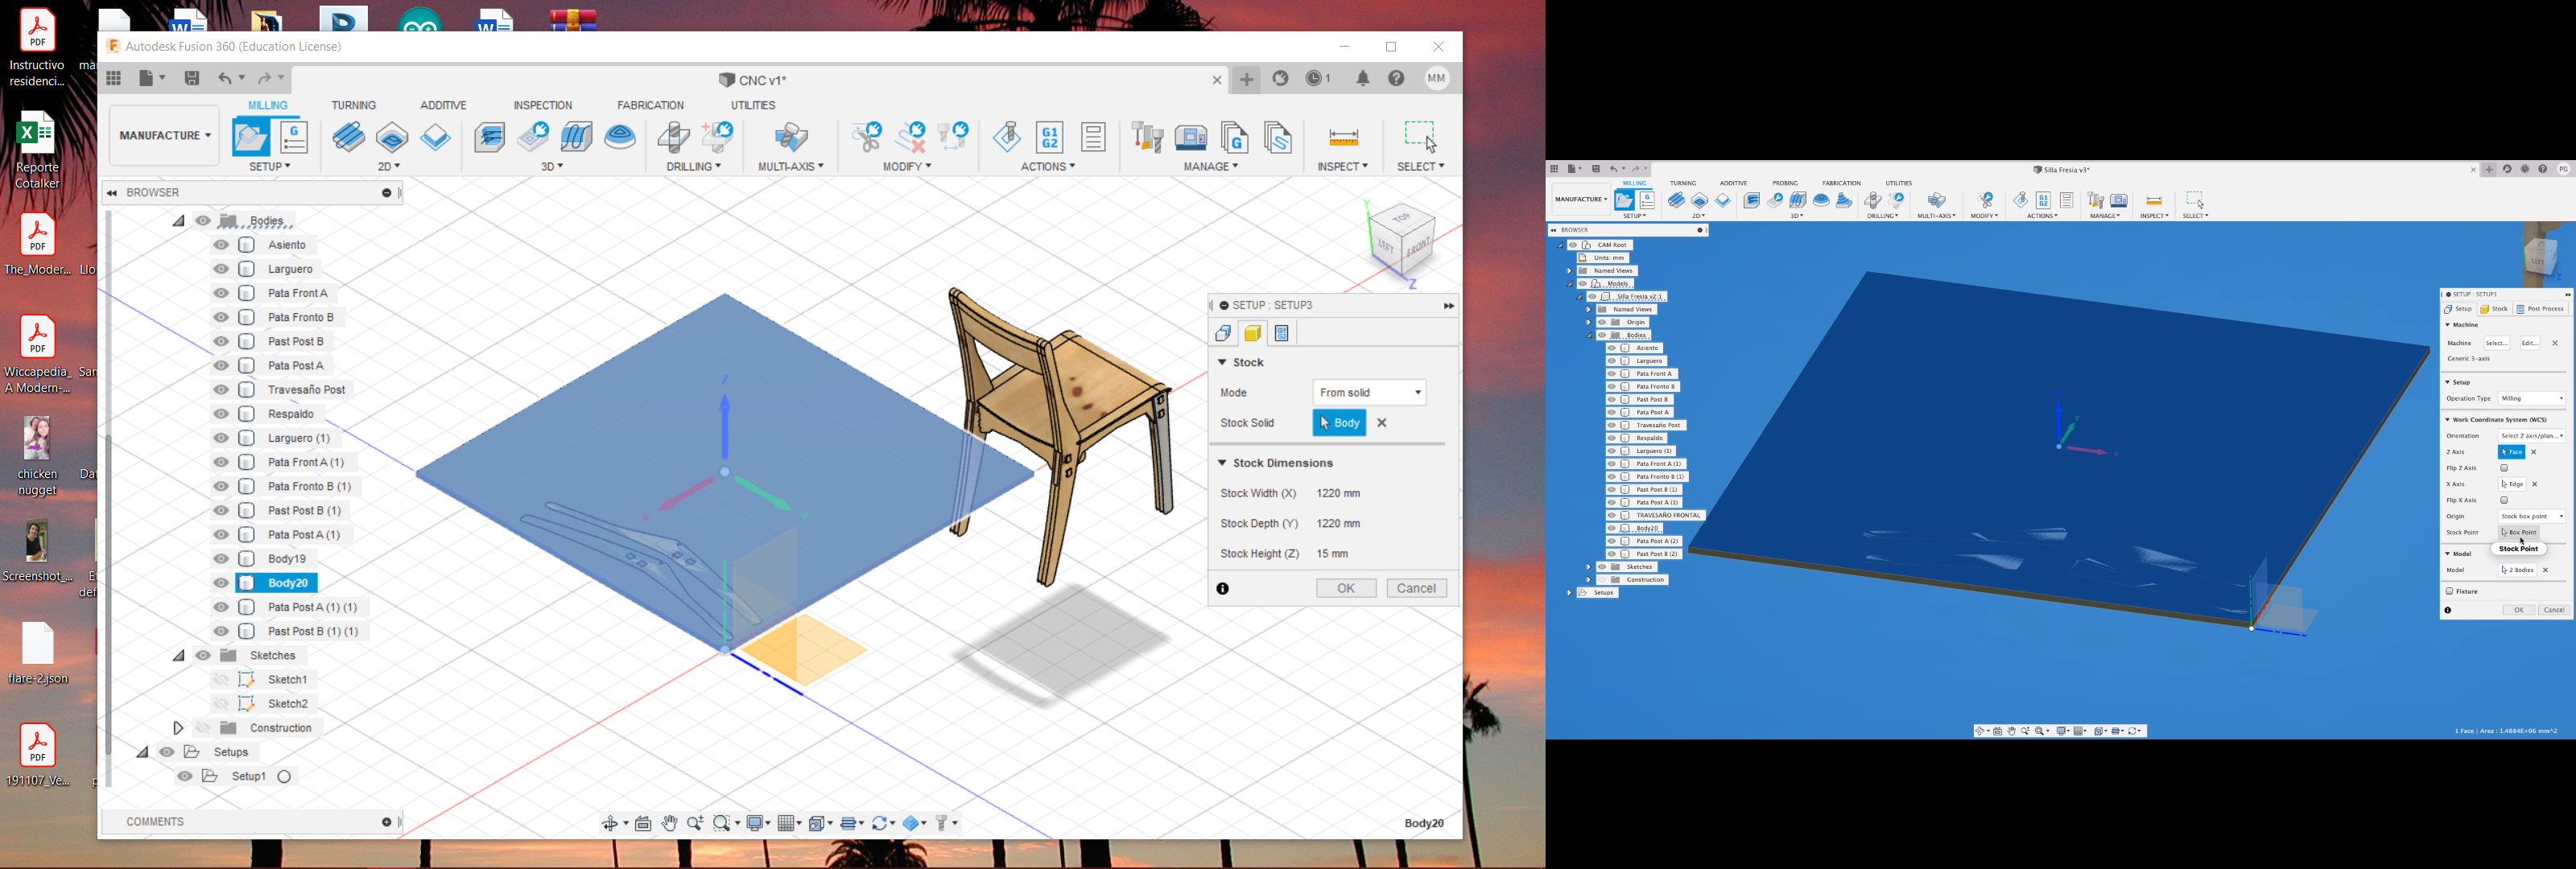 PDF
Instructivo
residenci...
Reporte
Cotalker
PDF
The_Moder...
PDF
Wiccapedia_
A Modern-...
chicken
nugget
Screenshot_...
flare-2.json
PDF
191107_Ve...
Autodesk Fusion 360 (Education License)
CNC v1*
1
MM
MILLING
TURNING
ADDITIVE
INSPECTION
FABRICATION
UTILITIES
MANUFACTURE
SETUP
2D
3D
DRILLING
MULTI-AXIS
MODIFY
G1
G2
ACTIONS
MANAGE
INSPECT
SELECT
BROWSER
Bodies
Asiento
Larguero
Pata Front A
Pata Fronto B
Past Post B
Pata Post A
Travesaño Post
Respaldo
Larguero (1)
Pata Front A (1)
Pata Fronto B (1)
Past Post B (1)
Pata Post A (1)
Body19
Body20
Pata Post A (1) (1)
Past Post B (1) (1)
Sketches
Sketch1
Sketch2
Construction
Setups
Setup1
COMMENTS
Z
X
Y
Y
TOP
LEFT
FRONT
Z
SETUP : SETUP3
Stock
Mode From solid
Stock Solid Body
Stock Dimensions
Stock Width (X) 1220 mm
Stock Depth (Y) 1220 mm
Stock Height (Z) 15 mm
OK Cancel
Body20
Silla Fresia v3*
PG
MILLING
TURNING
ADDITIVE
PROBING
FABRICATION
UTILITIES
MANUFACTURE
SETUP
2D
3D
DRILLING
MULTI-AXIS
MODIFY
ACTIONS
MANAGE
INSPECT
SELECT
BROWSER
CAM Root
Units: mm
Named Views
Models
Silla Fresia v2:1
Named Views
Origin
Bodies
Asiento
Larguero
Pata Front A
Pata Fronto B
Past Post B
Pata Post A
Travesaño Post
Respaldo
Larguero (1)
Pata Front A (1)
Pata Fronto B (1)
Past Post B (1)
Pata Post A (1)
TRAVESAÑO FRONTAL
Body20
Pata Post A (2)
Past Post B (2)
Sketches
Construction
Setups
SETUP : SETUP1
Setup Stock Post Process
Machine
Machine Select... Edit...
Generic 3-axis
Setup
Operation Type Milling
Work Coordinate System (WCS)
Orientation Select Z axis/plan...
Z Axis Face
Flip Z Axis
X Axis Edge
Flip X Axis
Origin Stock box point
Stock Point Box Point
Stock Point
Model
Model 2 Bodies
Fixture
OK Cancel
1 Face | Area : 1.4884E+06 mm^2